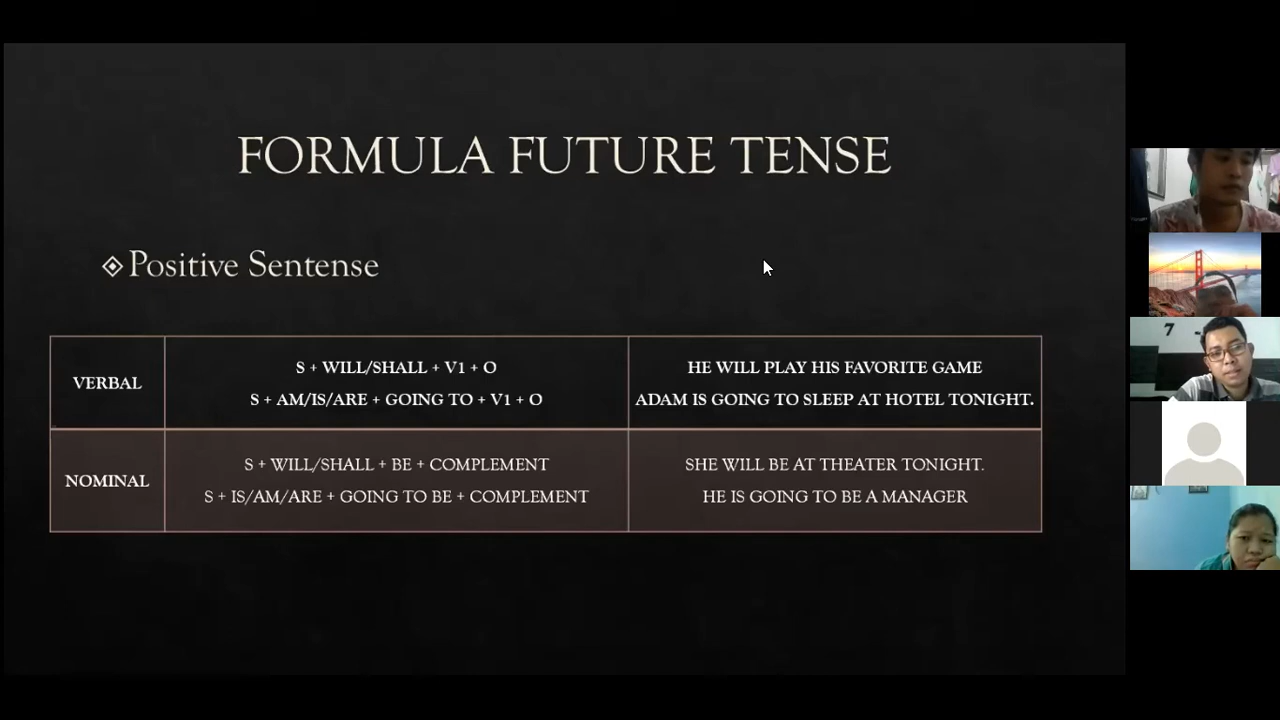 FORMULA FUTURE TENSE
Positive Sentense
VERBAL
S + WILL/SHALL + V1 + O
S + AM/IS/ARE + GOING TO + V1 + O
HE WILL PLAY HIS FAVORITE GAME
ADAM IS GOING TO SLEEP AT HOTEL TONIGHT.
NOMINAL
S + WILL/SHALL + BE + COMPLEMENT
S + IS/AM/ARE + GOING TO BE + COMPLEMENT
SHE WILL BE AT THEATER TONIGHT.
HE IS GOING TO BE A MANAGER
7